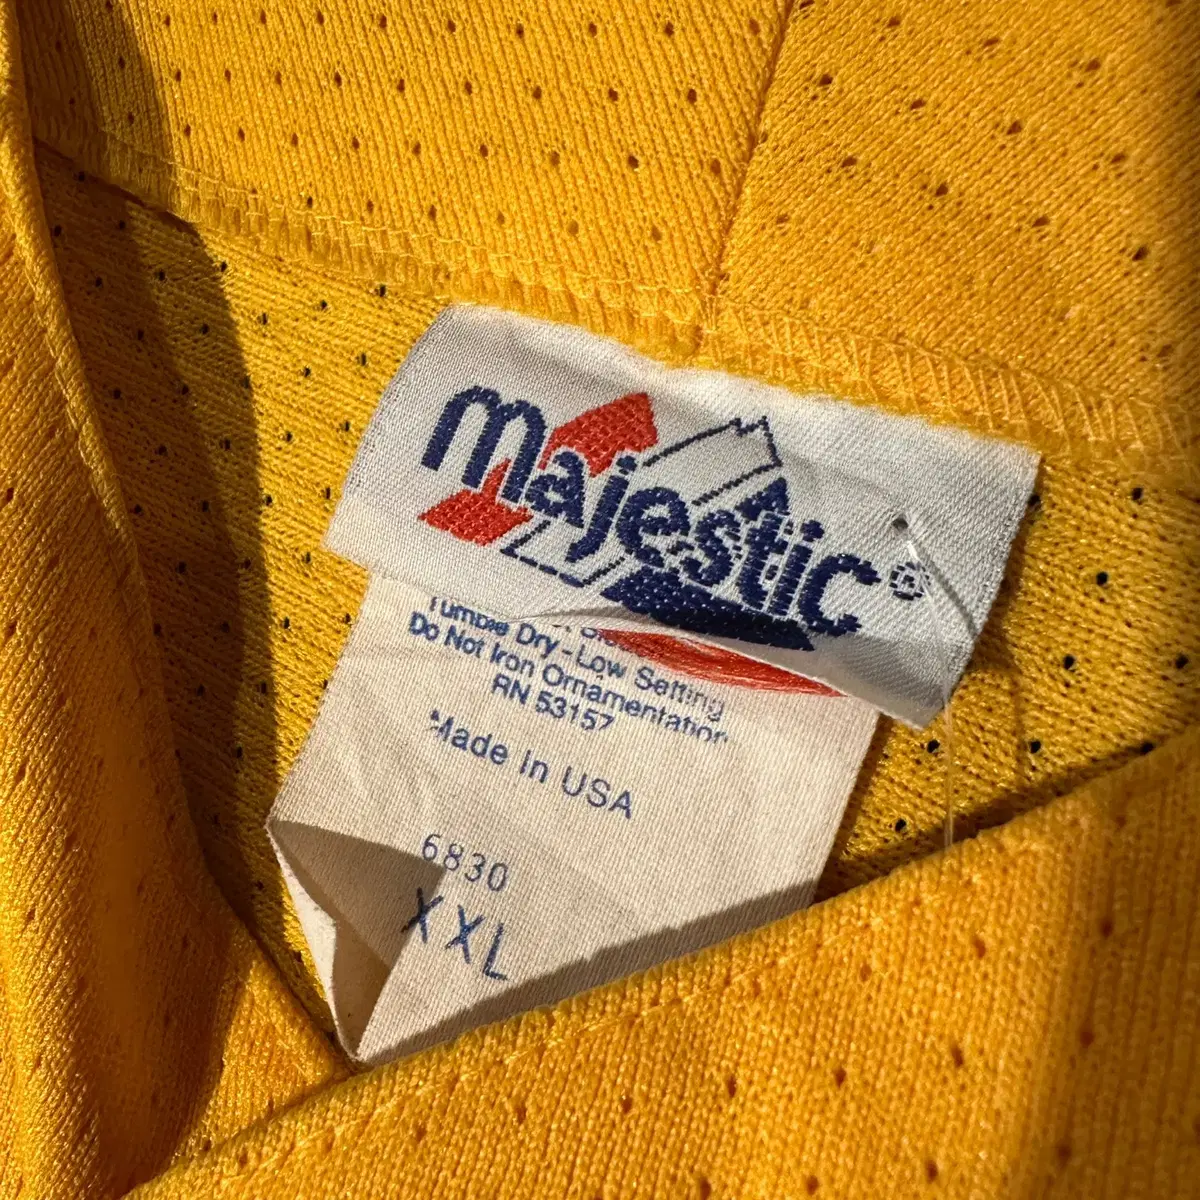 majestic®
Tumble Dry - Low Setting
Do Not Iron Ornamentation
RN 53157
Made In USA
6830
XXL